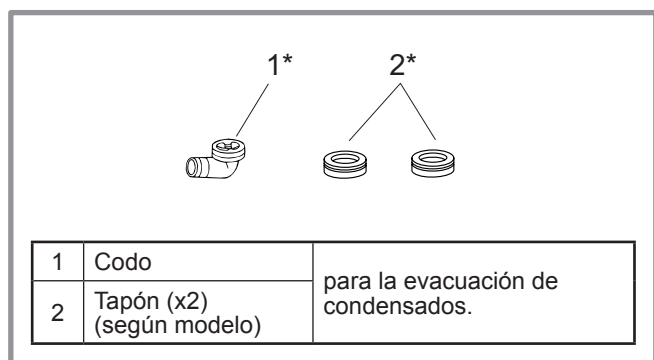 1*
2*
1
Codo
2
Tapón (x2)
(según modelo)
para la evacuación de
condensados.